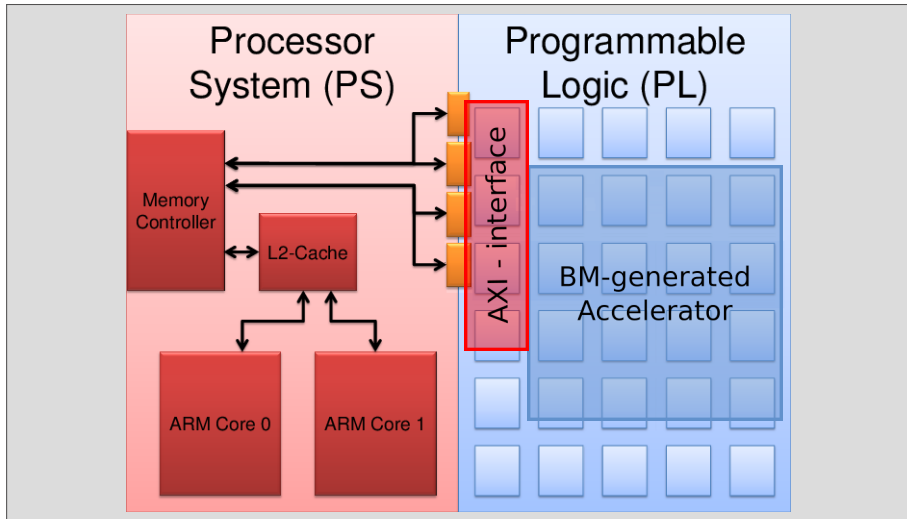 Processor
System (PS)
Programmable
Logic (PL)
Memory
Controller
L2-Cache
AXI - interface
BM-generated
Accelerator
ARM Core 0
ARM Core 1